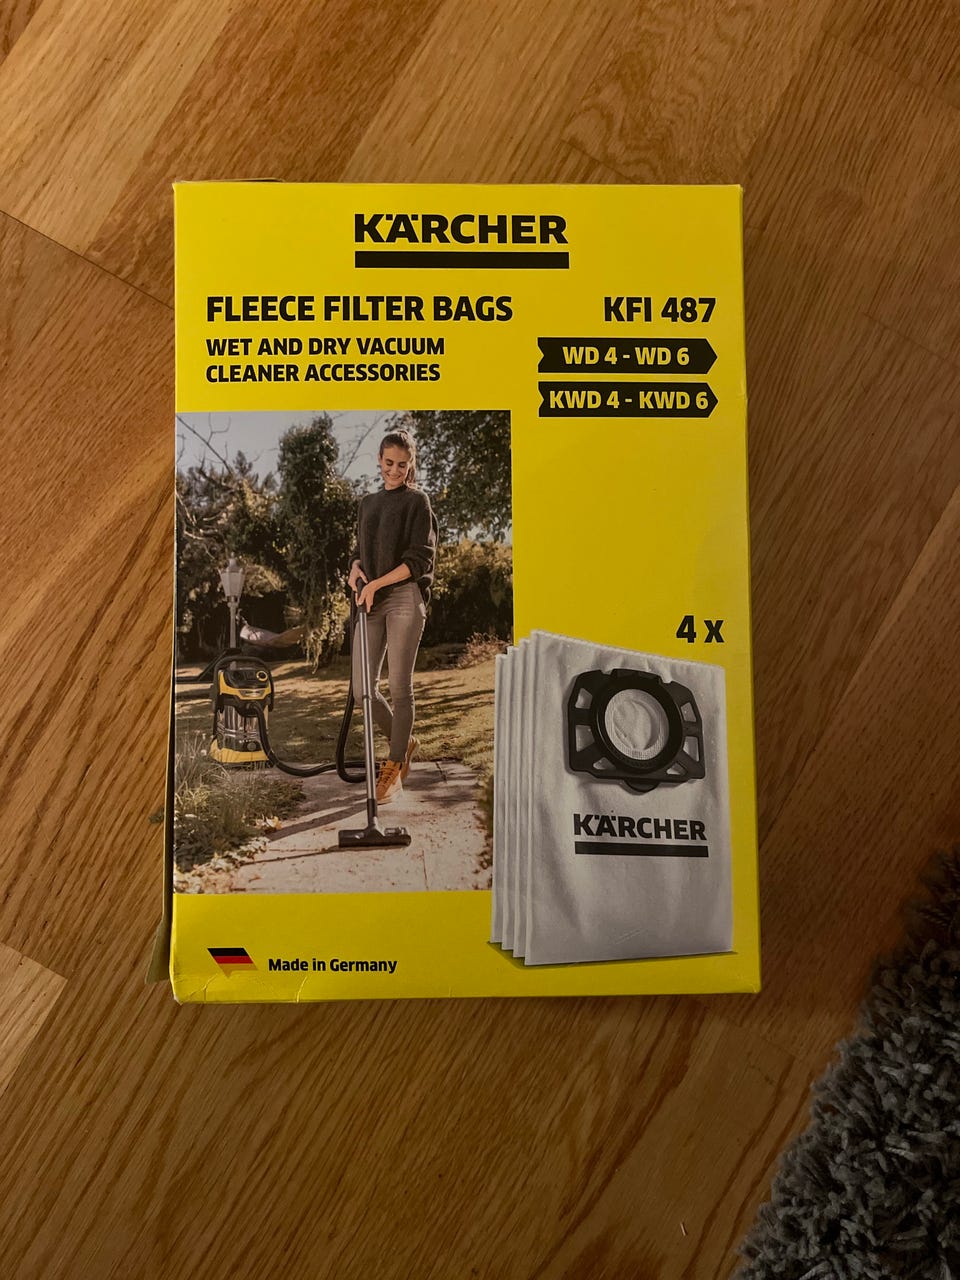 KÄRCHER
FLEECE FILTER BAGS
WET AND DRY VACUUM
CLEANER ACCESSORIES
KFI 487
WD 4 - WD 6
KWD 4 - KWD 6
4 x
KÄRCHER
Made in Germany